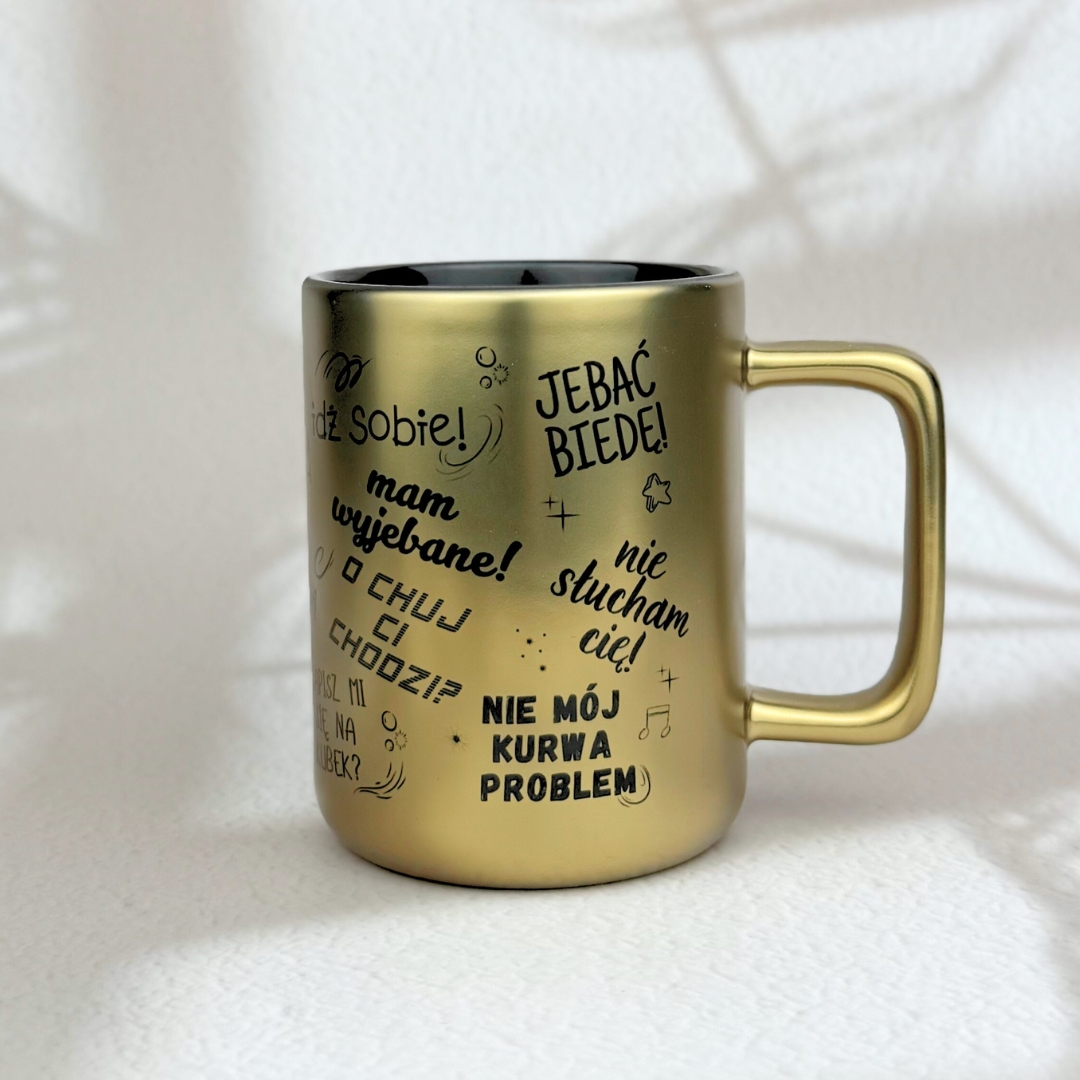 idź sobie!
JEBAĆ
BIEDĘ!
mam
wyjebane!
O CHUJ
CI
CHODZI?
nie
słucham
cię!
MI
NA
NIE MÓJ
KURWA
PROBLEM